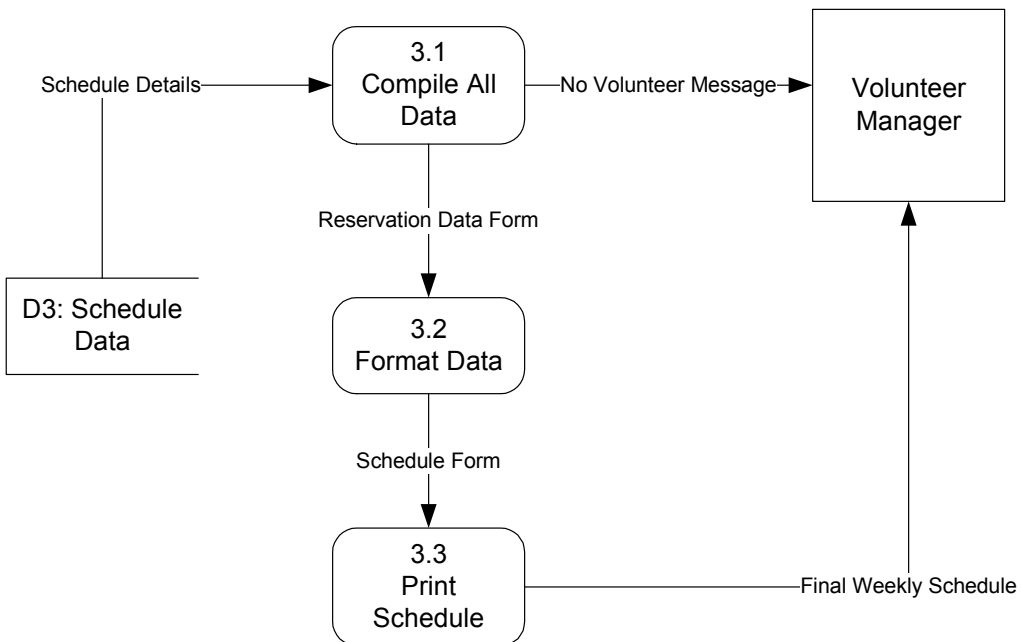 3.1
Compile All
Data
Schedule Details
No Volunteer Message
Volunteer
Manager
Reservation Data Form
D3: Schedule
Data
3.2
Format Data
Schedule Form
3.3
Print
Schedule
Final Weekly Schedule